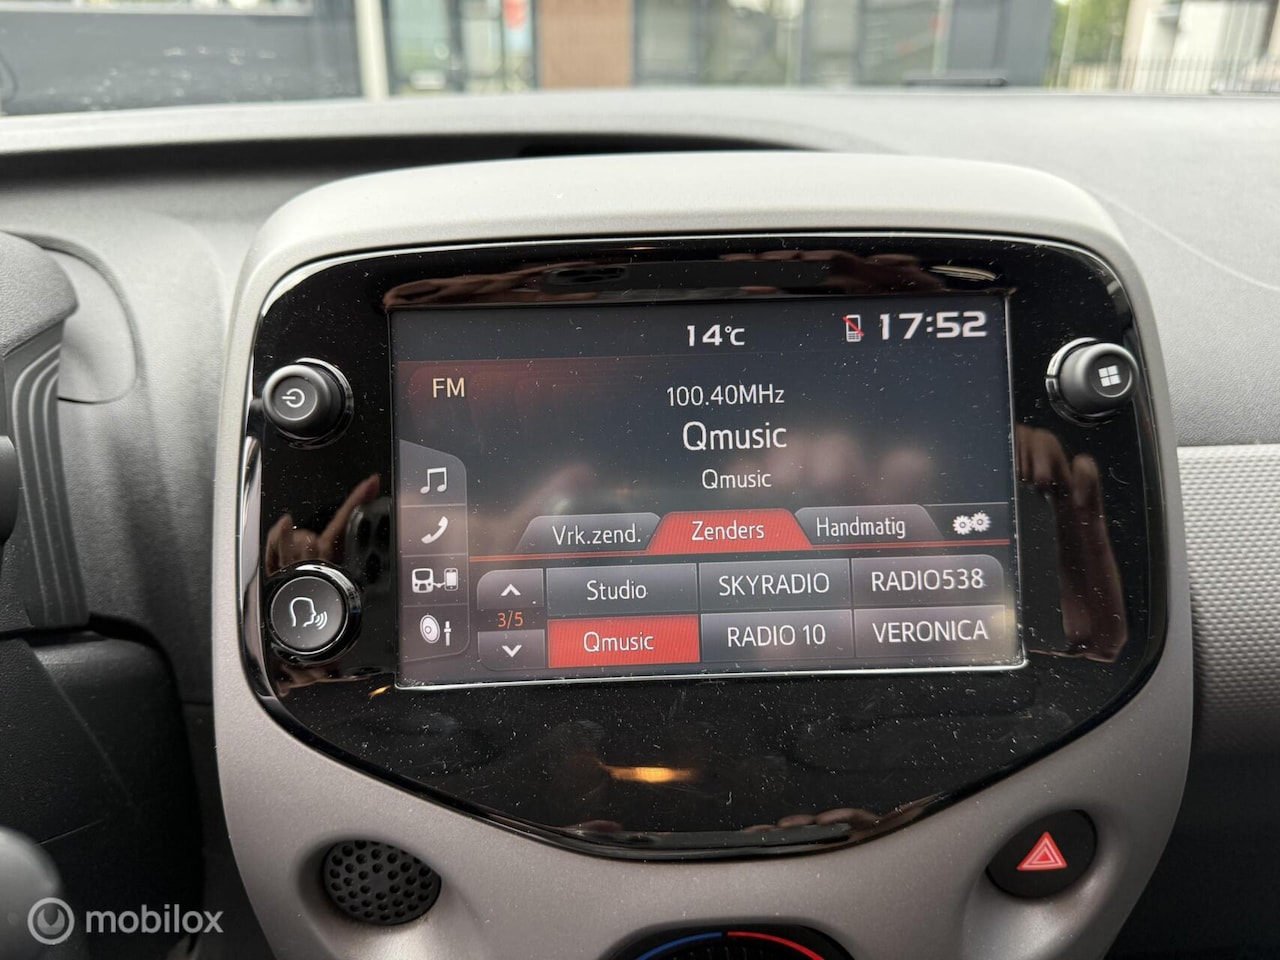 14°C
17:52
FM
100.40MHz
Qmusic
Qmusic
Vrk.zend.
Zenders
Handmatig
3/5
Studio
SKYRADIO
RADIO538
Qmusic
RADIO 10
VERONICA
mobilox